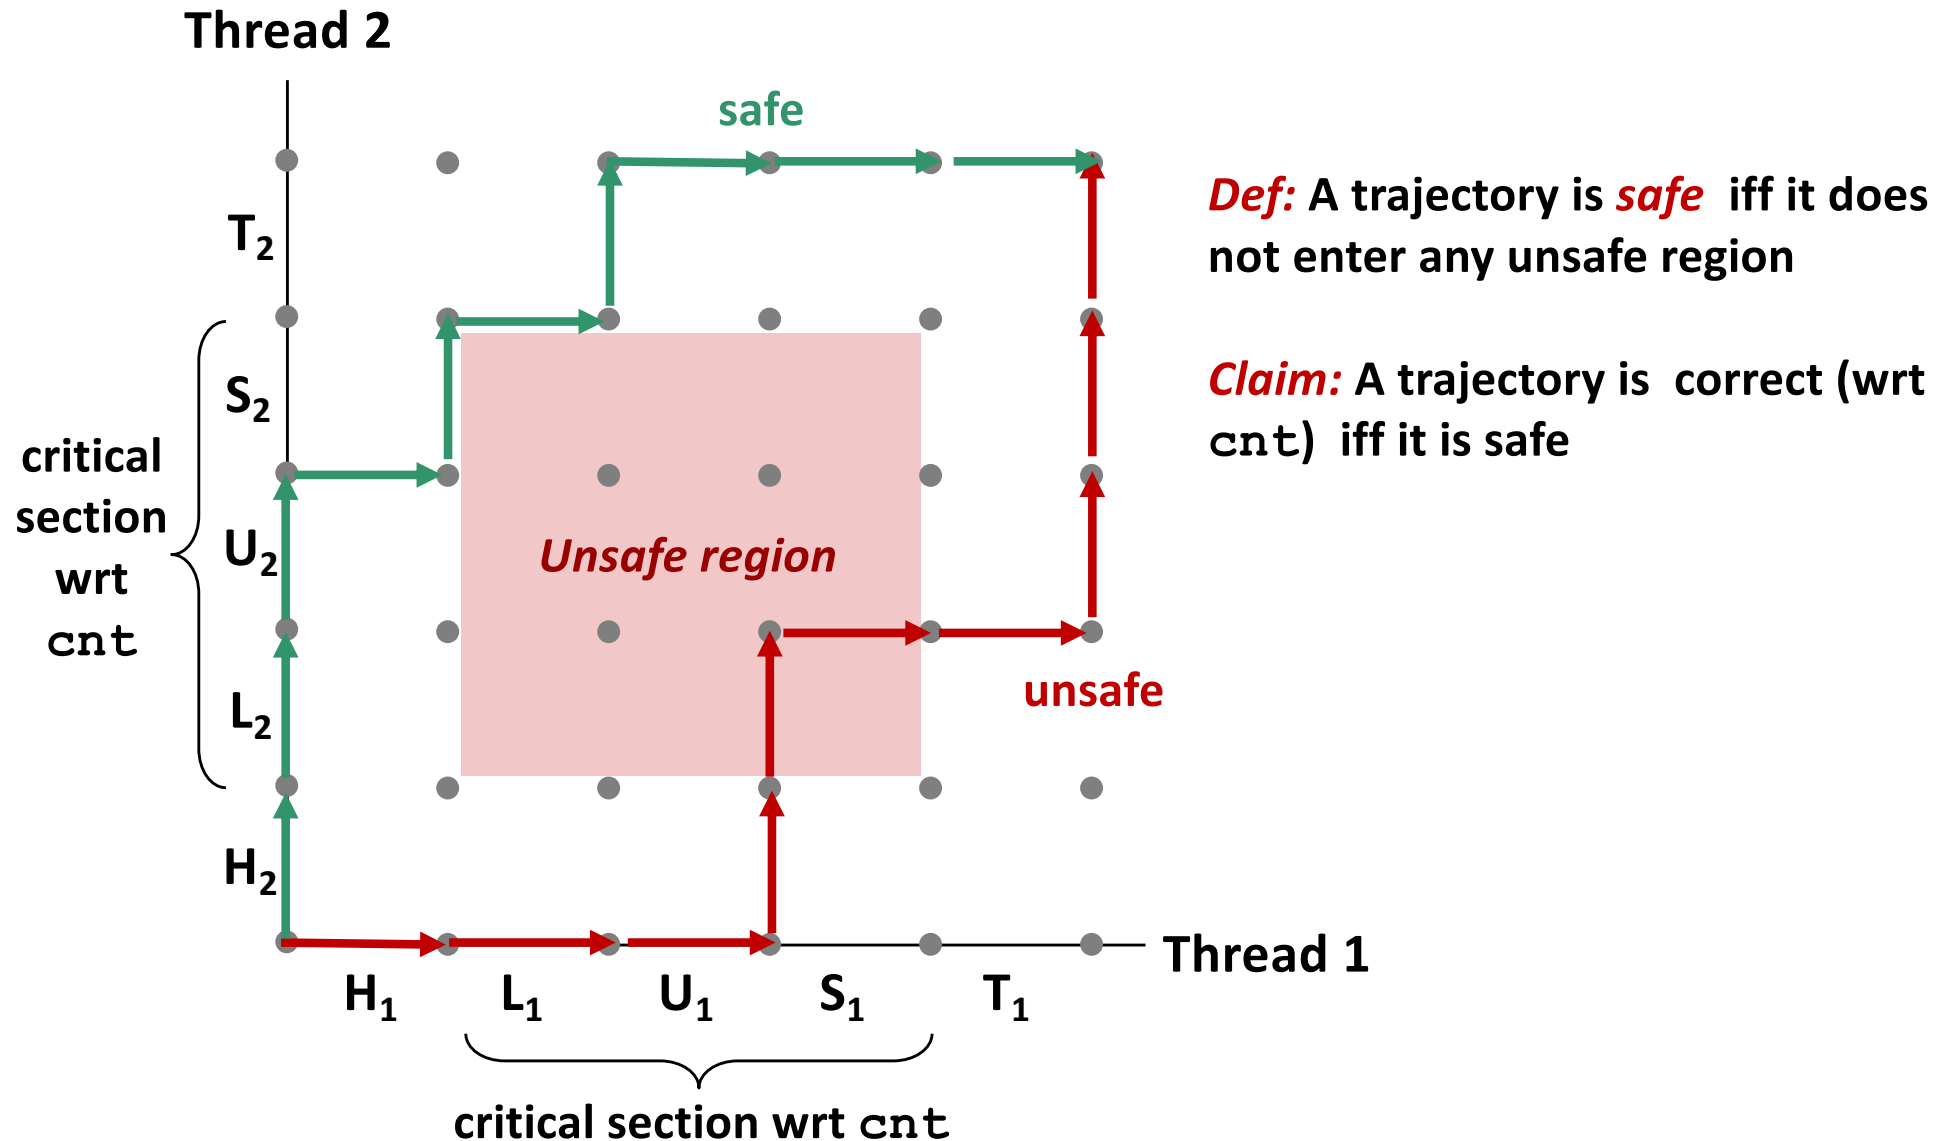 Thread 2
safe
Def: A trajectory is safe iff it does
not enter any unsafe region
T2
Claim: A trajectory is correct (wrt
cnt) iff it is safe
S2
critical
section
wrt
cnt
U2
Unsafe region
L2
unsafe
H2
Thread 1
H1 L1 U1 S1 T1
critical section wrt cnt